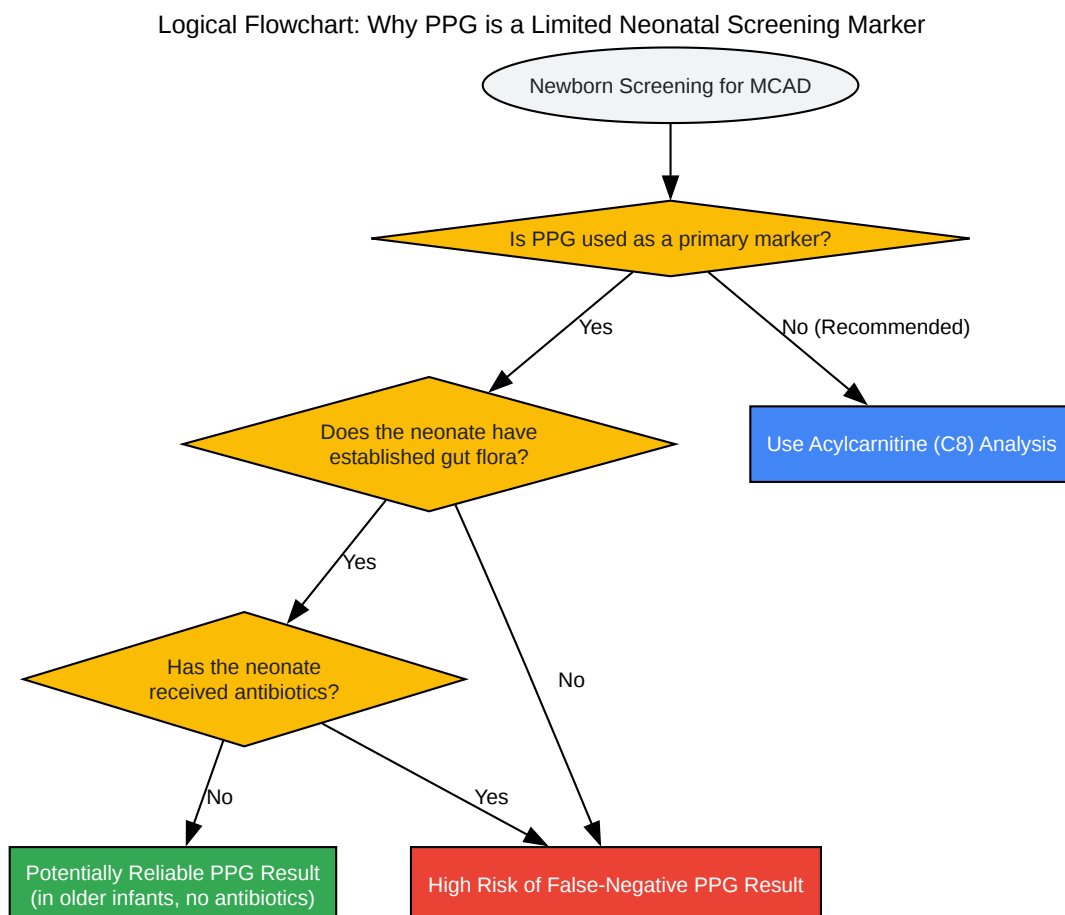 Logical Flowchart: Why PPG is a Limited Neonatal Screening Marker
Newborn Screening for MCAD
Is PPG used as a primary marker?
Yes
No (Recommended)
Does the neonate have
established gut flora?
Use Acylcarnitine (C8) Analysis
Yes
Has the neonate
received antibiotics?
No
No
Yes
Potentially Reliable PPG Result
(in older infants, no antibiotics)
High Risk of False-Negative PPG Result